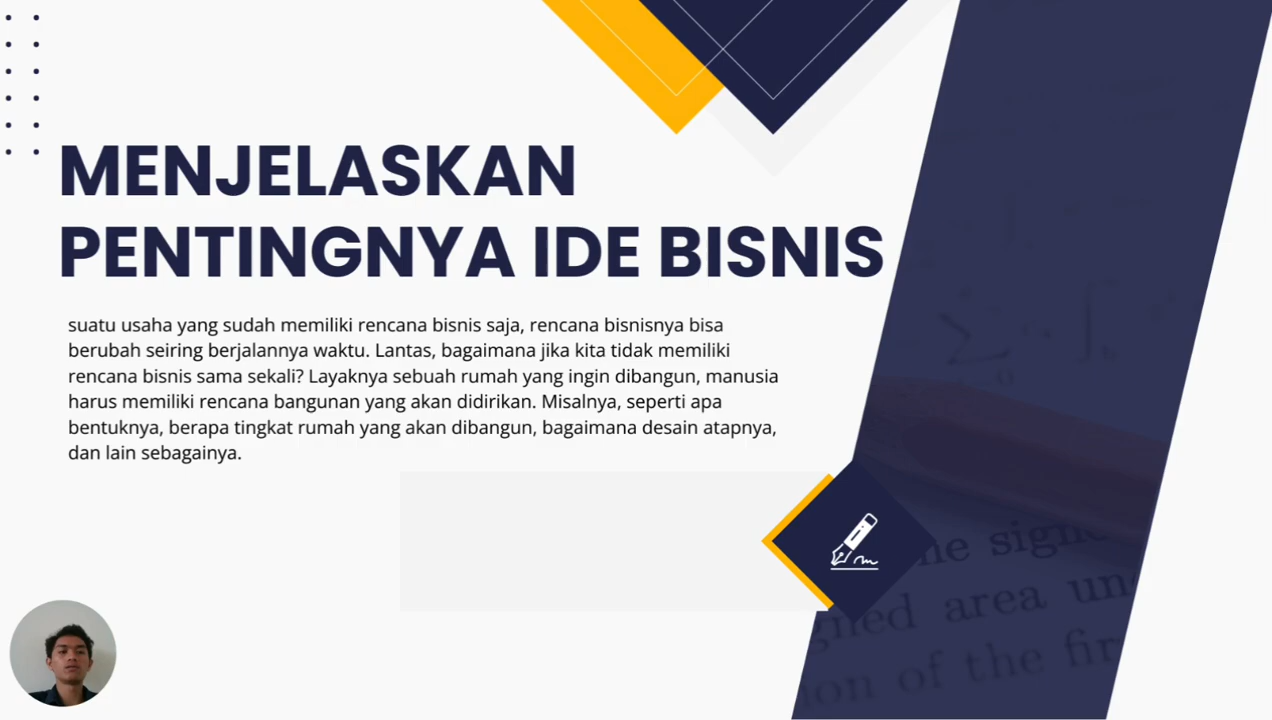 MENJELASKAN
PENTINGNYA IDE BISNIS
suatu usaha yang sudah memiliki rencana bisnis saja, rencana bisnisnya bisa
berubah seiring berjalannya waktu. Lantas, bagaimana jika kita tidak memiliki
rencana bisnis sama sekali? Layaknya sebuah rumah yang ingin dibangun, manusia
harus memiliki rencana bangunan yang akan didirikan. Misalnya, seperti apa
bentuknya, berapa tingkat rumah yang akan dibangun, bagaimana desain atapnya,
dan lain sebagainya.
area
of the